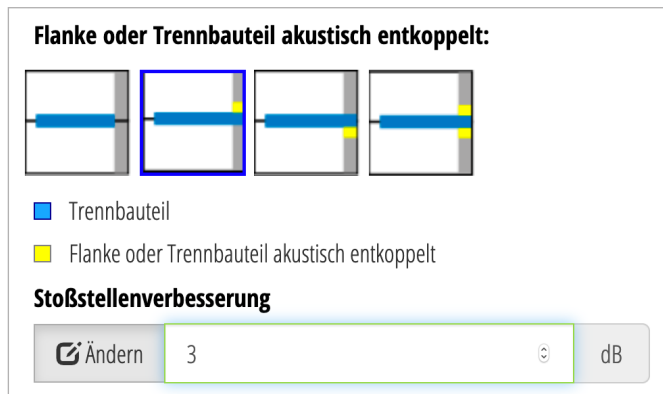 Flanke oder Trennbauteil akustisch entkoppelt:
Trennbauteil
Flanke oder Trennbauteil akustisch entkoppelt
Stoßstellenverbesserung
Ändern 3 dB